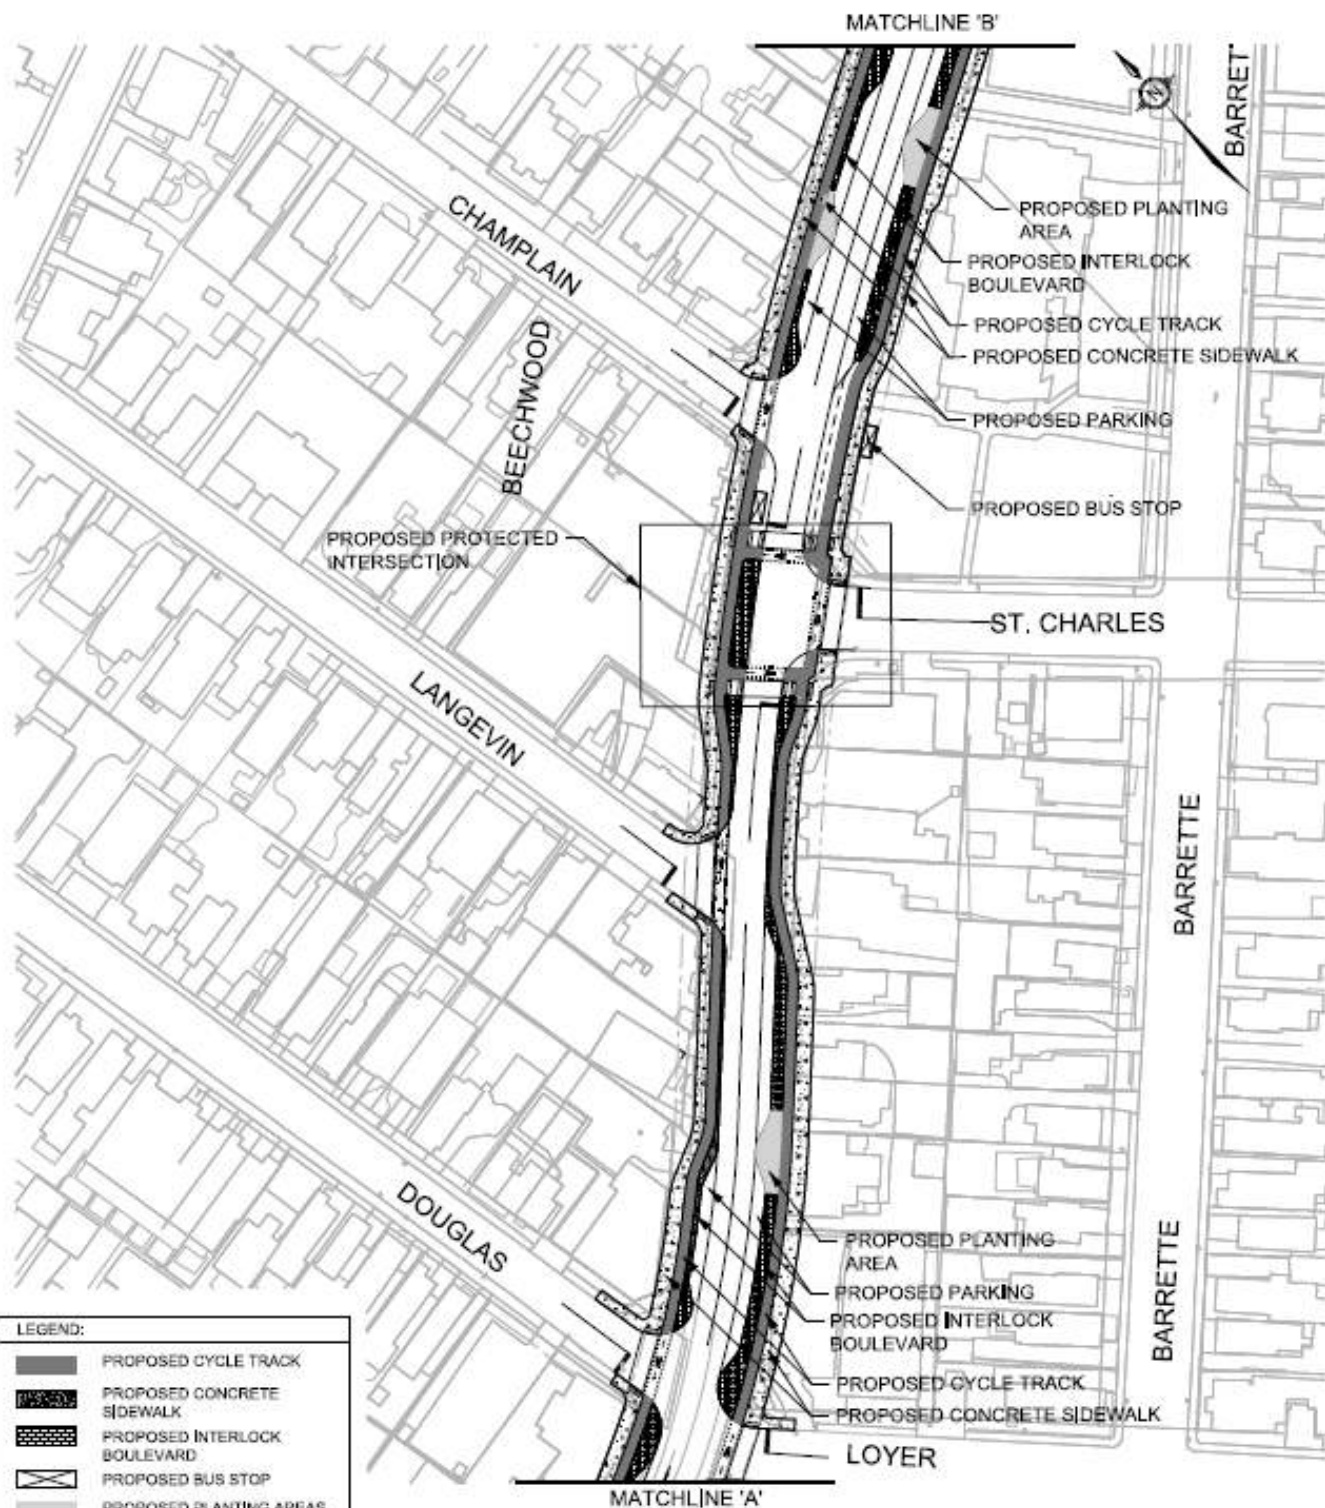 MATCHLINE 'B'
BARRET
CHAMPLAIN
PROPOSED PLANTING
AREA
PROPOSED INTERLOCK
BOULEVARD
PROPOSED CYCLE TRACK
PROPOSED CONCRETE SIDEWALK
BEECHWOOD
PROPOSED PARKING
PROPOSED BUS STOP
PROPOSED PROTECTED
INTERSECTION
ST. CHARLES
LANGEVIN
BARRETTE
DOUGLAS
PROPOSED PLANTING
AREA
PROPOSED PARKING
PROPOSED INTERLOCK
BOULEVARD
BARRETTE
PROPOSED CYCLE TRACK
PROPOSED CONCRETE SIDEWALK
LOYER
MATCHLINE 'A'
LEGEND:
PROPOSED CYCLE TRACK
PROPOSED CONCRETE
SIDEWALK
PROPOSED INTERLOCK
BOULEVARD
PROPOSED BUS STOP
PROPOSED PLANTING AREAS
N